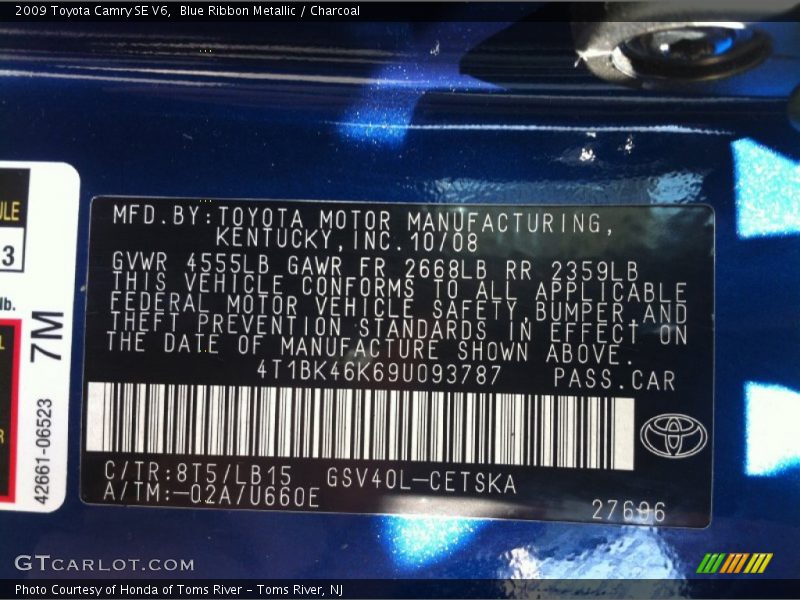 2009 Toyota Camry SE V6,  Blue Ribbon Metallic / Charcoal
MFD.BY:TOYOTA MOTOR MANUFACTURING,
KENTUCKY,INC.10/08
GVWR 4555LB GAWR FR 2668LB RR 2359LB
THIS VEHICLE CONFORMS TO ALL APPLICABLE
FEDERAL MOTOR VEHICLE SAFETY,BUMPER,AND
THEFT PREVENTION STANDARDS IN EFFECT ON
THE DATE OF MANUFACTURE SHOWN ABOVE.
4T1BK46K69U093787 PASS.CAR
C/TR:8T5/LB15 GSV40L-CETSKA
A/TM:-02A/U660E
27696
3
lb.
7M
42661-06523
GTCARLOT.COM
Photo Courtesy of Honda of Toms River - Toms River, NJ